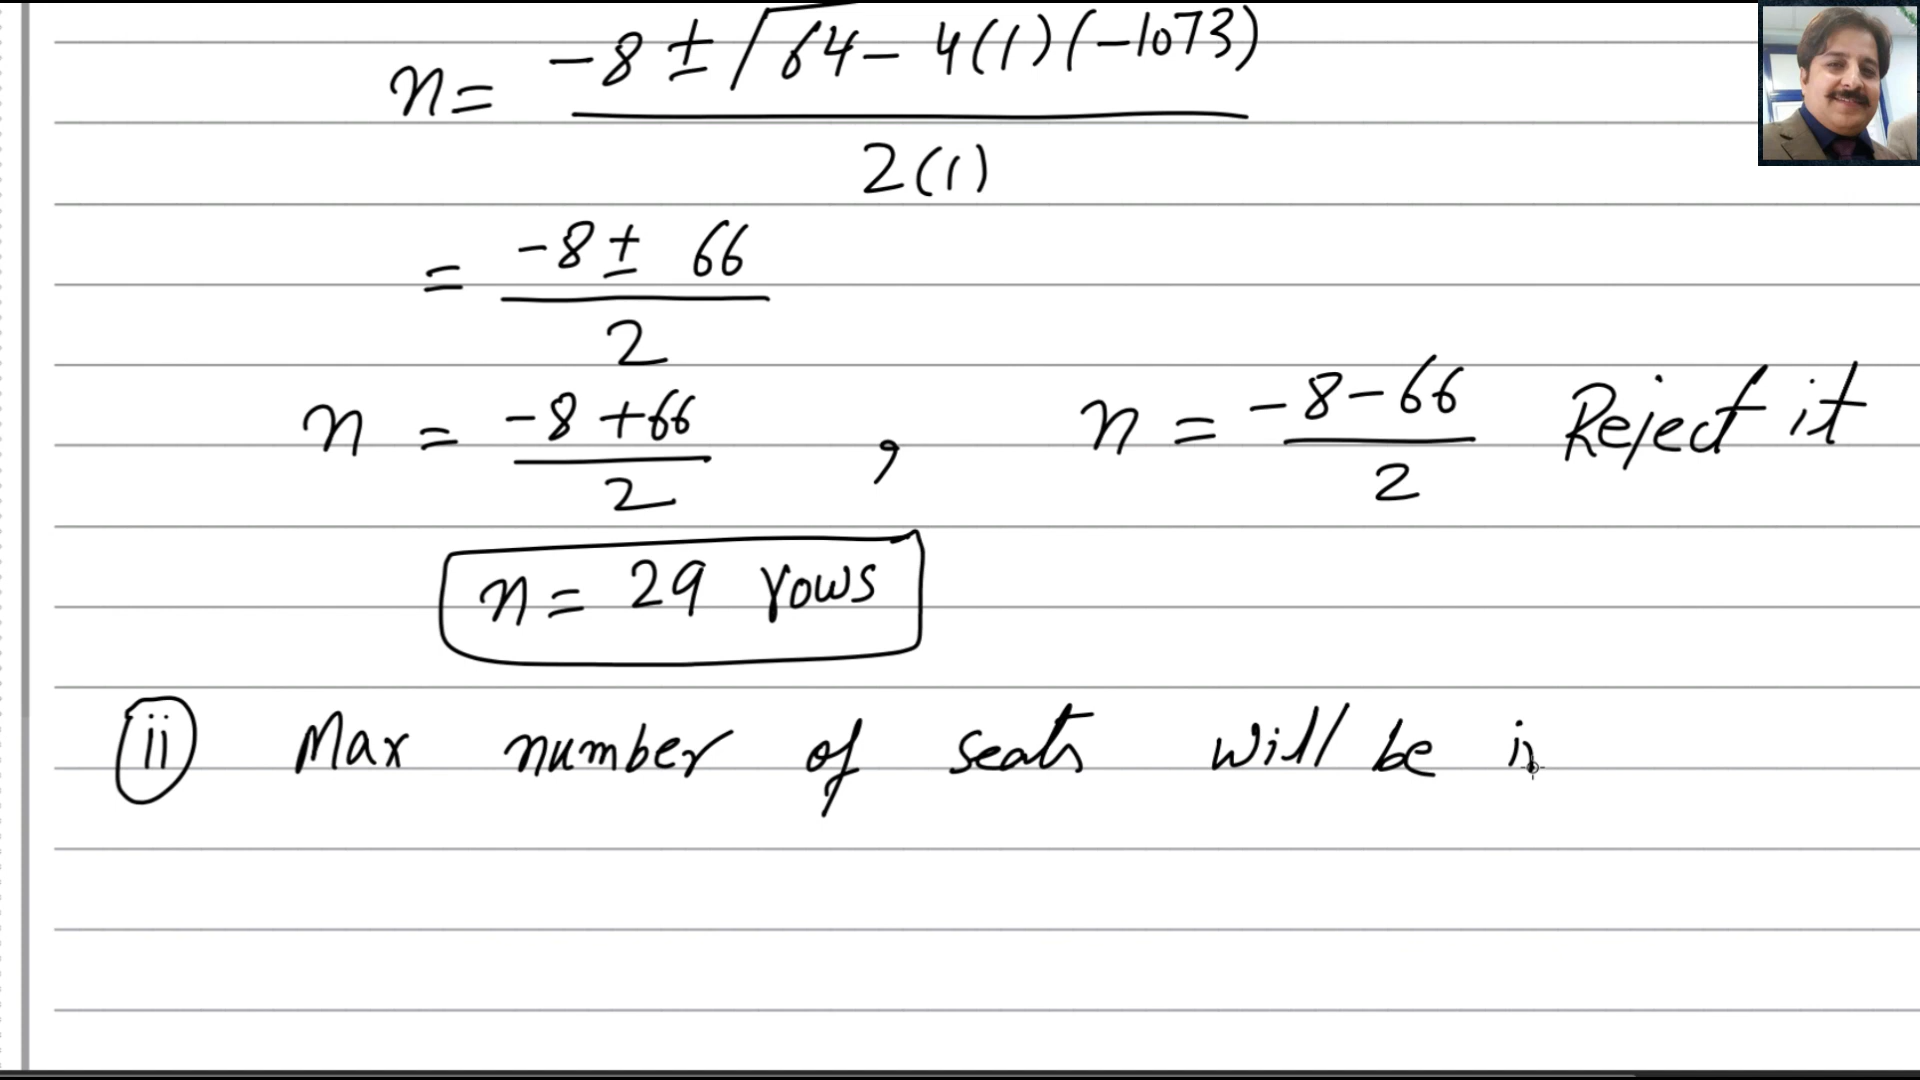 n = -8 ± √64 - 4(1)(-1073)
2(1)
= -8 ± 66
2
n = -8 + 66 , n = -8 - 66 Reject it
2 2
n = 29 rows
(ii) Max number of seats will be in